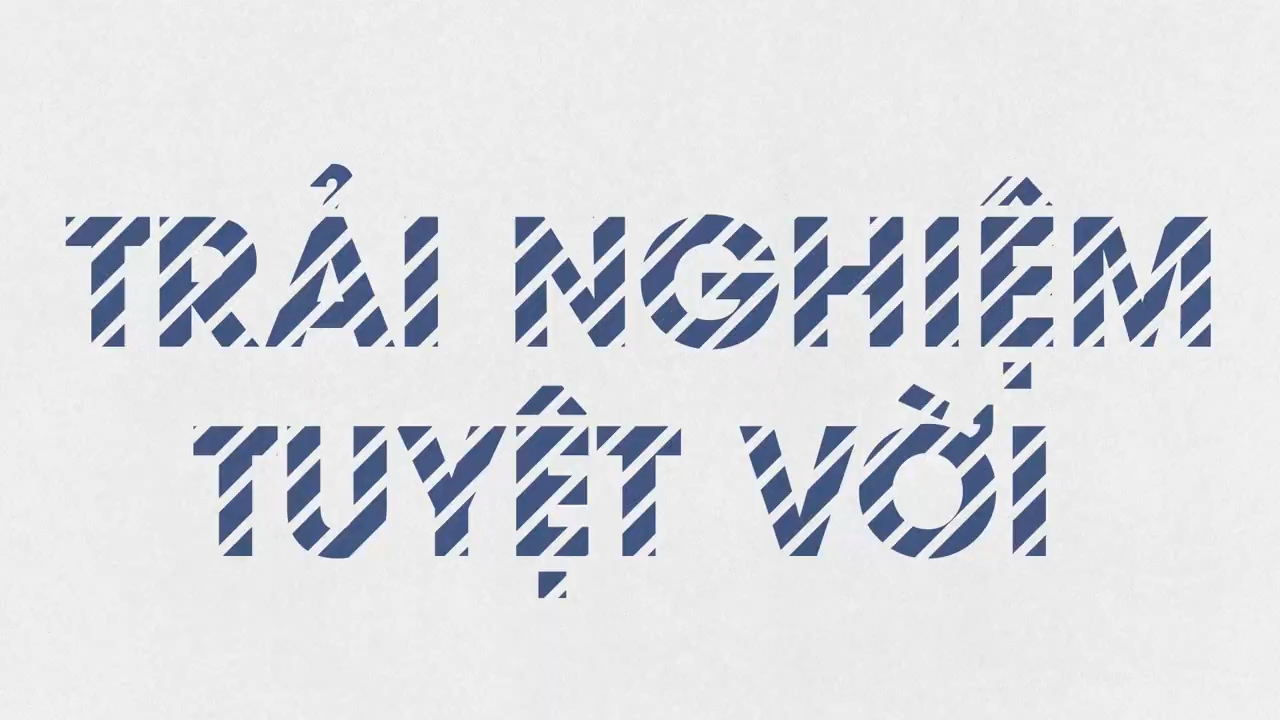 TRẢI NGHIỆM
TUYỆT VỜI